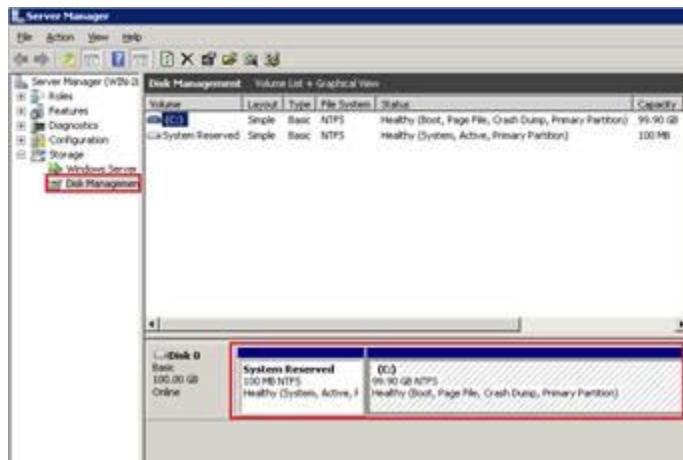 Server Manager
File Action View Help
Server Manager (WIN-2
Roles
Features
Diagnostics
Configuration
Storage
Windows Server
Disk Managemen
Disk Management Volume List + Graphical View
Volume Layout Type File System Status Capacity
(C:) Simple Basic NTFS Healthy (Boot, Page File, Crash Dump, Primary Partition) 99.90 GB
System Reserved Simple Basic NTFS Healthy (System, Active, Primary Partition) 100 MB
Disk 0
Basic
100.00 GB
Online
System Reserved
100 MB NTFS
Healthy (System, Active, P
(C:)
99.90 GB NTFS
Healthy (Boot, Page File, Crash Dump, Primary Partition)